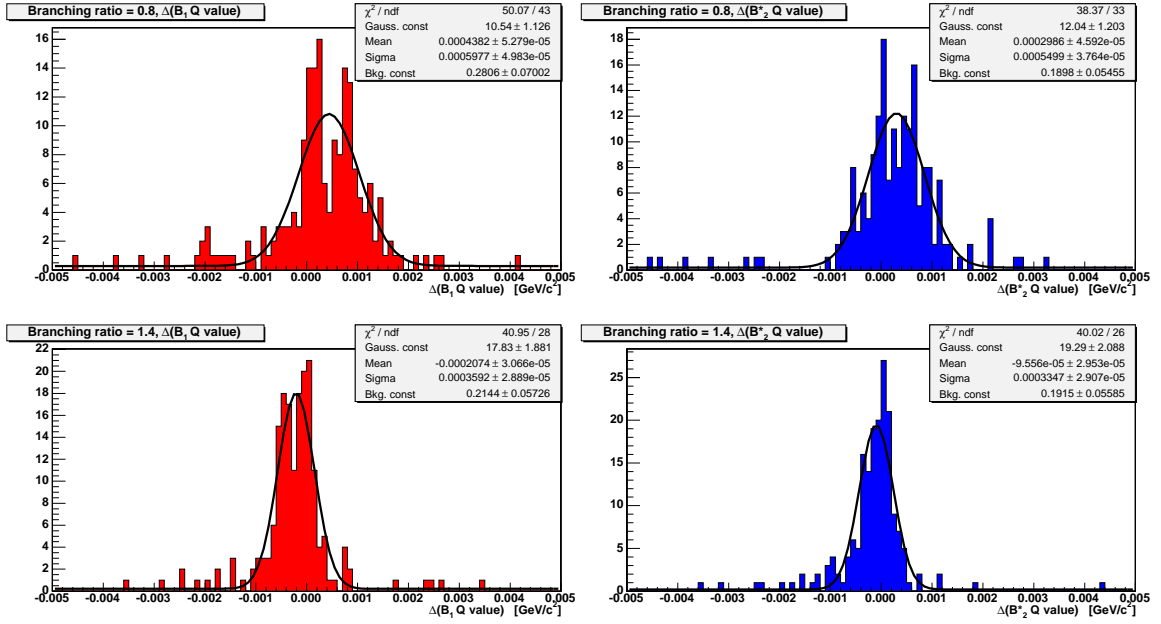 Branching ratio = 0.8, Δ(B₁ Q value)
χ² / ndf 50.07 / 43
Gauss. const 10.54 ± 1.126
Mean 0.0004382 ± 5.279e-05
Sigma 0.0005977 ± 4.983e-05
Bkg. const 0.2806 ± 0.07002
16
14
12
10
8
6
4
2
0
-0.005 -0.004 -0.003 -0.002 -0.001 0.000 0.001 0.002 0.003 0.004 0.005
Δ(B₁ Q value) [GeV/c²]
Branching ratio = 0.8, Δ(B*₂ Q value)
χ² / ndf 38.37 / 33
Gauss. const 12.04 ± 1.203
Mean 0.0002986 ± 4.592e-05
Sigma 0.0005499 ± 3.764e-05
Bkg. const 0.1898 ± 0.05455
18
16
14
12
10
8
6
4
2
0
-0.005 -0.004 -0.003 -0.002 -0.001 0.000 0.001 0.002 0.003 0.004 0.005
Δ(B*₂ Q value) [GeV/c²]
Branching ratio = 1.4, Δ(B₁ Q value)
χ² / ndf 40.95 / 28
Gauss. const 17.83 ± 1.881
Mean -0.0002074 ± 3.066e-05
Sigma 0.0003592 ± 2.889e-05
Bkg. const 0.2144 ± 0.05726
22
20
18
16
14
12
10
8
6
4
2
0
-0.005 -0.004 -0.003 -0.002 -0.001 0.000 0.001 0.002 0.003 0.004 0.005
Δ(B₁ Q value) [GeV/c²]
Branching ratio = 1.4, Δ(B*₂ Q value)
χ² / ndf 40.02 / 26
Gauss. const 19.29 ± 2.088
Mean -9.556e-05 ± 2.953e-05
Sigma 0.0003347 ± 2.907e-05
Bkg. const 0.1915 ± 0.05585
25
20
15
10
5
0
-0.005 -0.004 -0.003 -0.002 -0.001 0.000 0.001 0.002 0.003 0.004 0.005
Δ(B*₂ Q value) [GeV/c²]